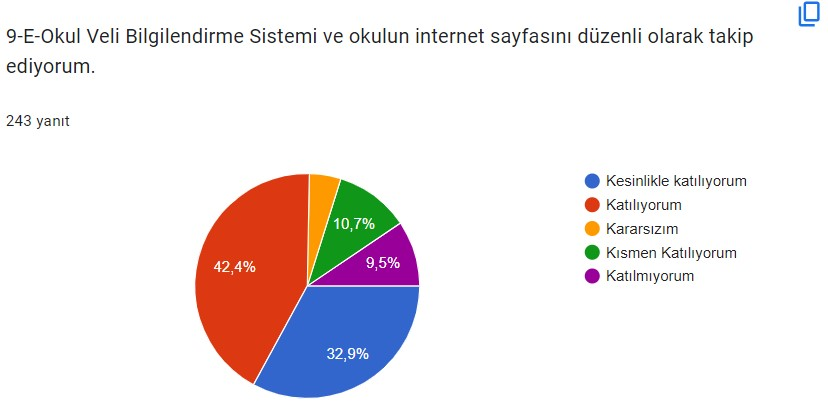 9-E-Okul Veli Bilgilendirme Sistemi ve okulun internet sayfasını düzenli olarak takip
ediyorum.
243 yanıt
Kesinlikle katılıyorum
Katılıyorum
Kararsızım
Kısmen Katılıyorum
Katılmıyorum
10,7%
42,4%
9,5%
32,9%